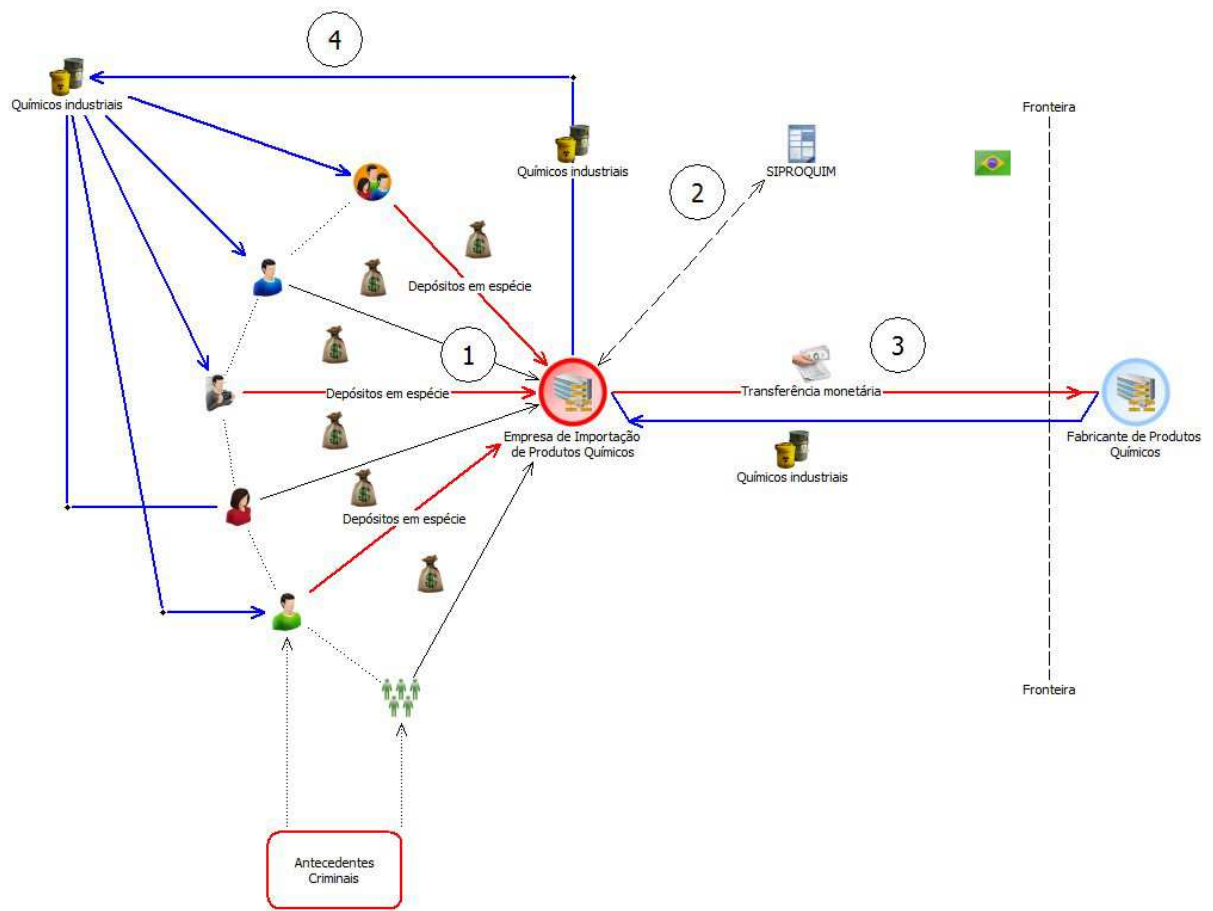 4
Químicos industriais
Fronteira
Químicos industriais
SIPROQUIM
2
Depósitos em espécie
1
3
Depósitos em espécie
Transferência monetária
Empresa de Importação
de Produtos Químicos
Fabricante de Produtos
Químicos
Químicos industriais
Depósitos em espécie
Fronteira
Antecedentes
Criminais